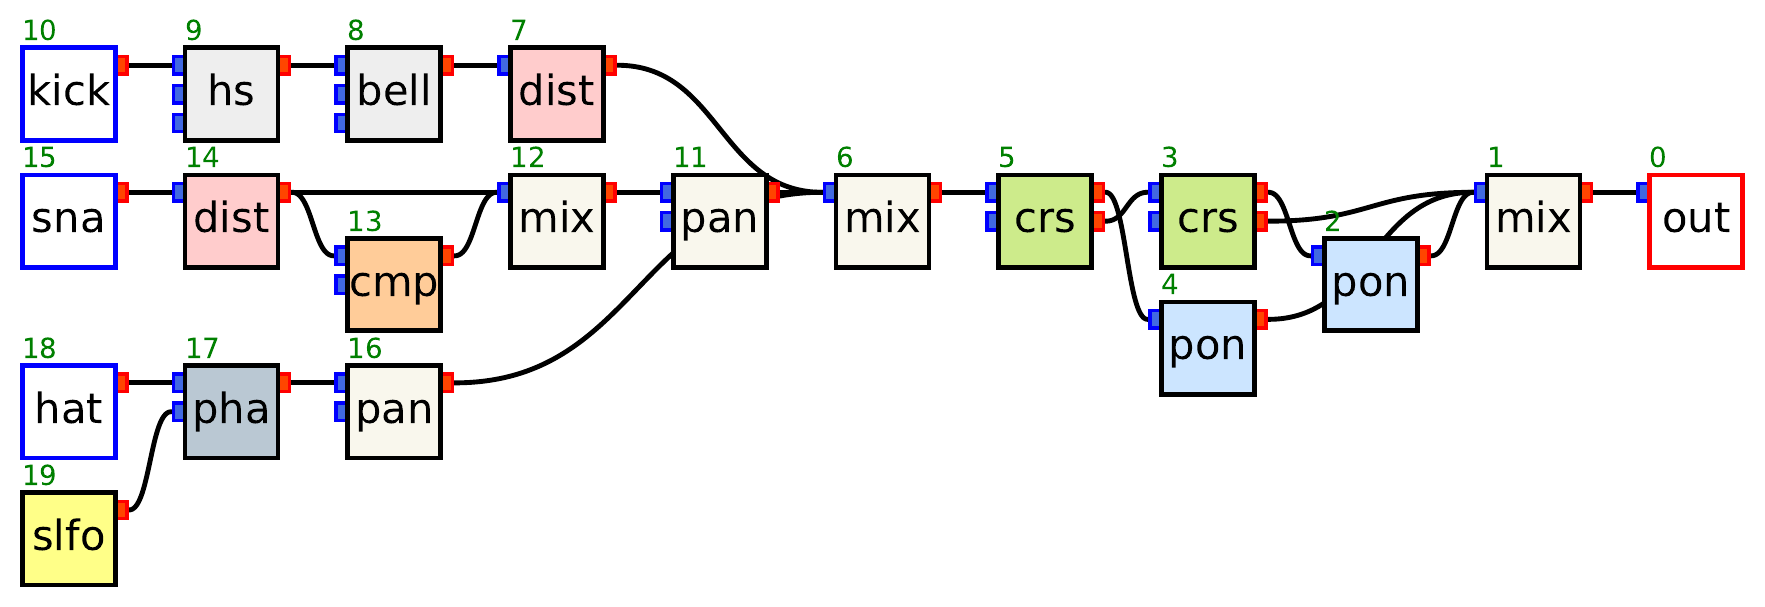 10 9 8 7
kick hs bell dist
15 14 12 11 6 5 3 1 0
sna dist mix pan mix crs crs mix out
13 2
cmp pon
4
pon
18 17 16
hat pha pan
19
slfo